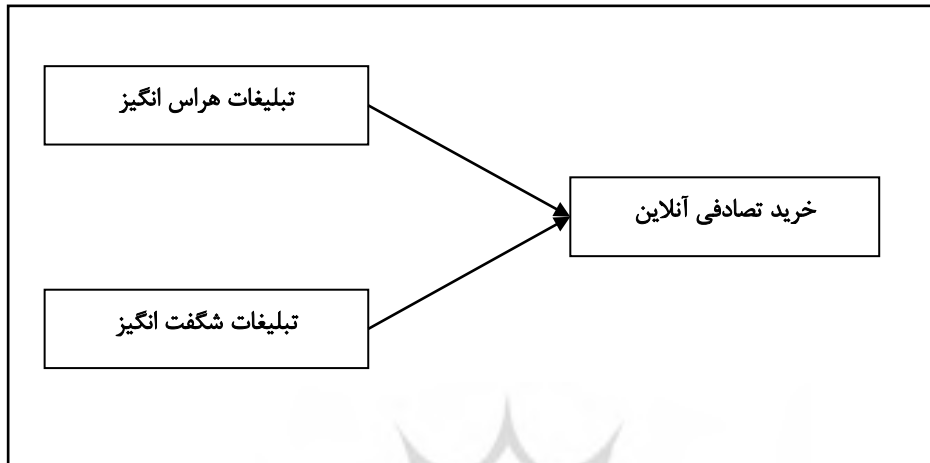 تبلیغات هراس انگیز
خرید تصادفی آنلاین
تبلیغات شگفت انگیز